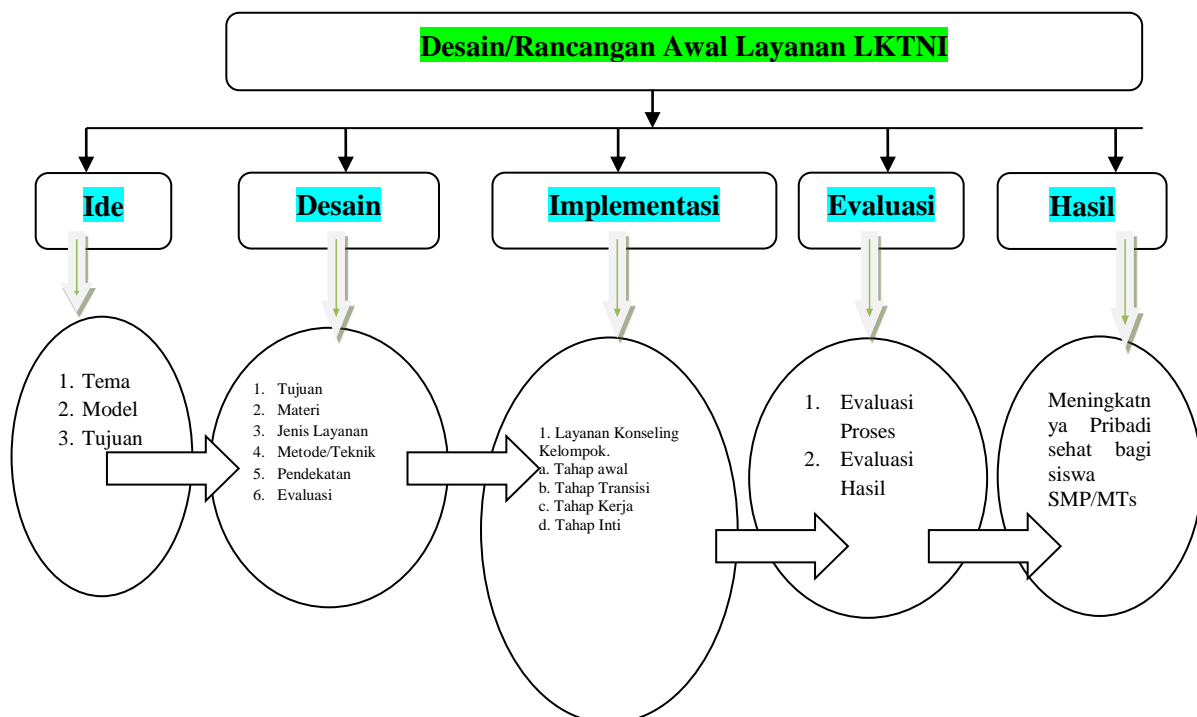 Desain/Rancangan Awal Layanan LKTNI
Ide
Desain
Implementasi
Evaluasi
Hasil
1. Tema
2. Model
3. Tujuan
1. Tujuan
2. Materi
3. Jenis Layanan
4. Metode/Teknik
5. Pendekatan
6. Evaluasi
1. Layanan Konseling
Kelompok.
a. Tahap awal
b. Tahap Transisi
c. Tahap Kerja
d. Tahap Inti
1. Evaluasi
Proses
2. Evaluasi
Hasil
Meningkatn
ya Pribadi
sehat bagi
siswa
SMP/MTs